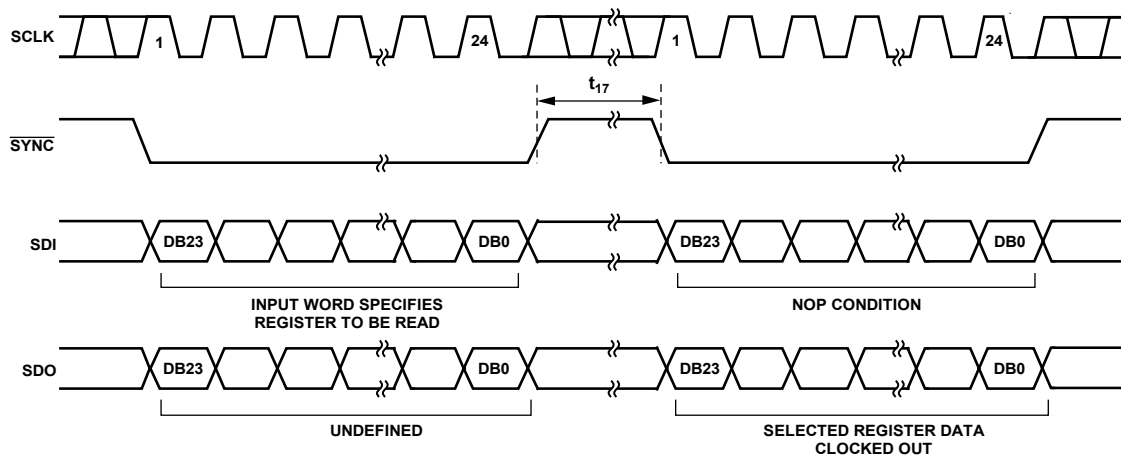 SCLK 1 24 1 24
t17
SYNC
SDI DB23 DB0 DB23 DB0
INPUT WORD SPECIFIES NOP CONDITION
REGISTER TO BE READ
SDO DB23 DB0 DB23 DB0
UNDEFINED SELECTED REGISTER DATA
CLOCKED OUT